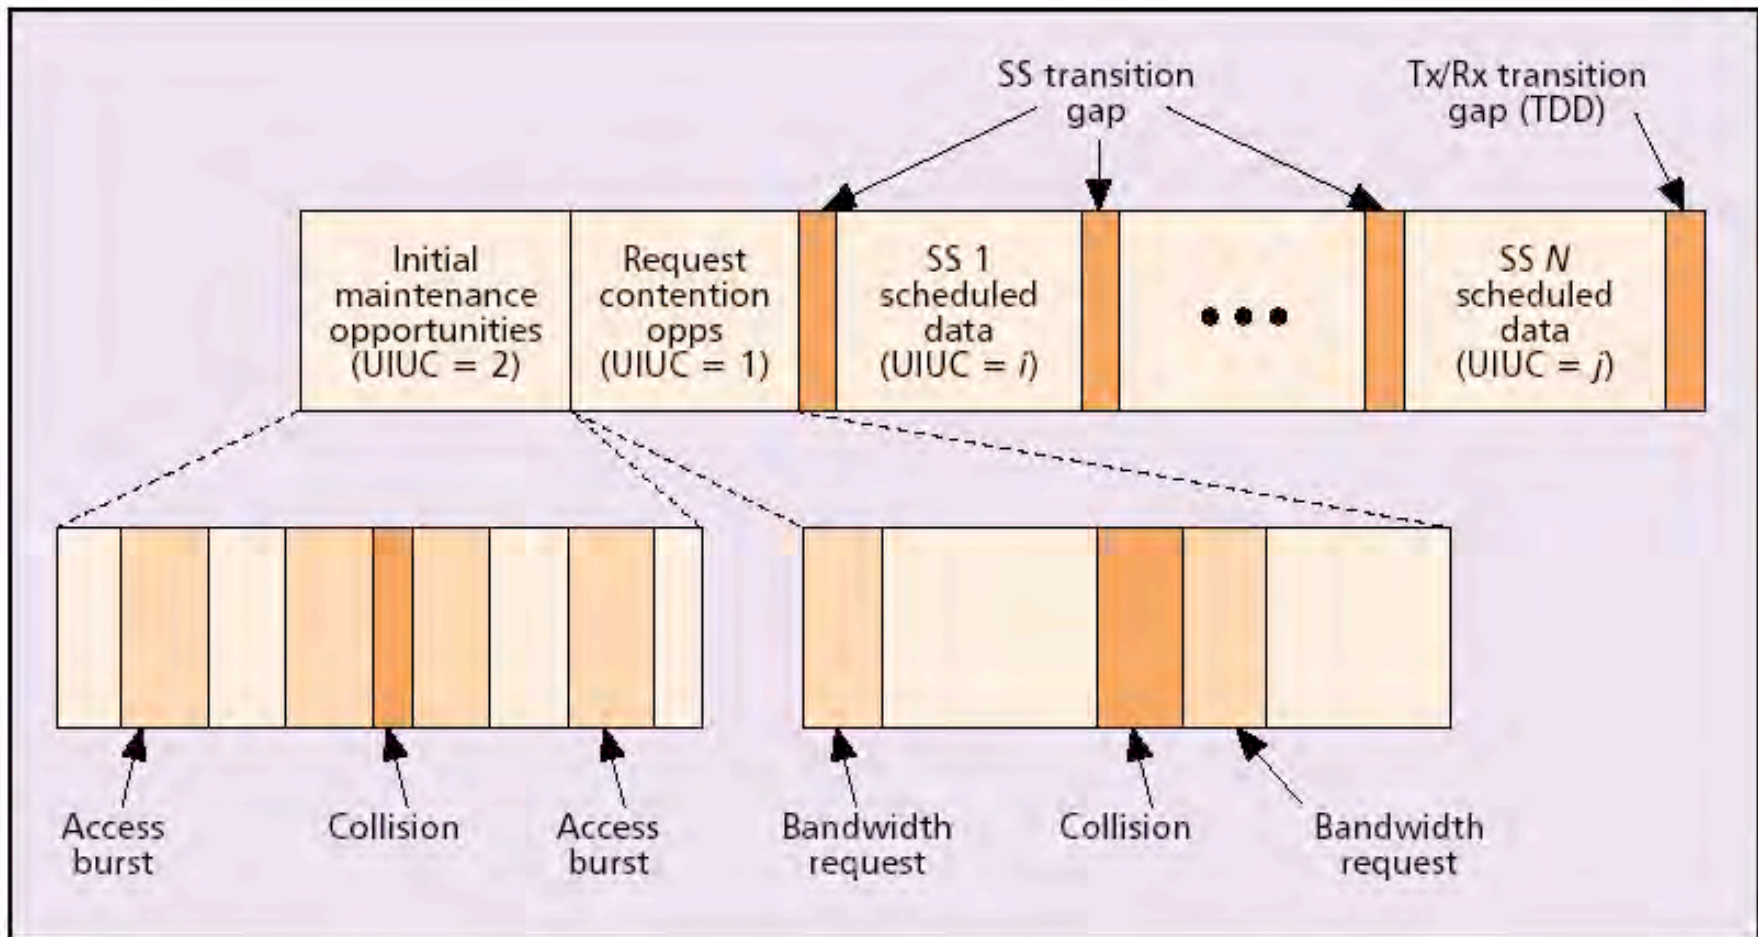 SS transition
gap
Tx/Rx transition
gap (TDD)
Initial
maintenance
opportunities
(UIUC = 2)
Request
contention
opps
(UIUC = 1)
SS 1
scheduled
data
(UIUC = i)
SS N
scheduled
data
(UIUC = j)
Access
burst
Collision
Access
burst
Bandwidth
request
Collision
Bandwidth
request